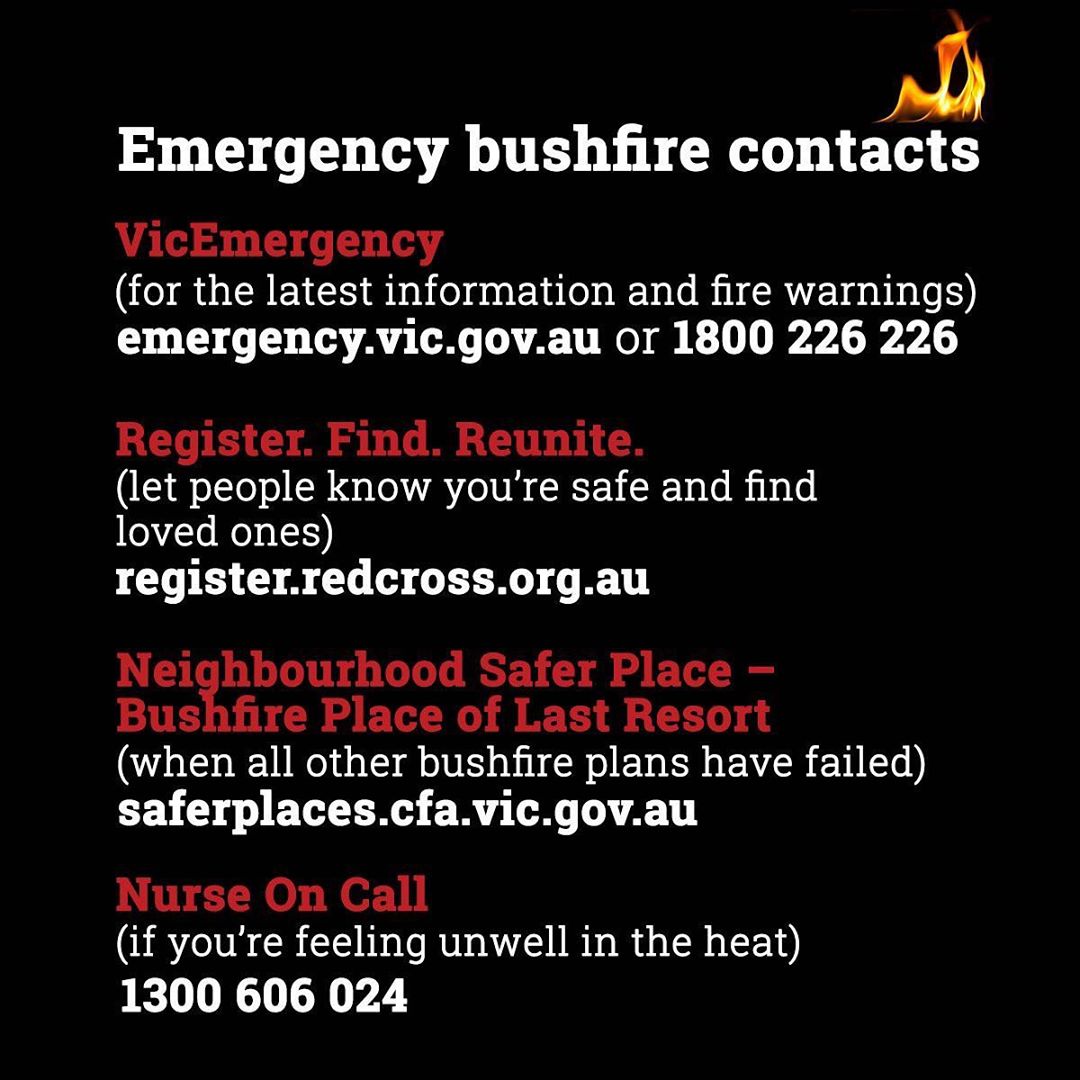 Emergency bushfire contacts
VicEmergency
(for the latest information and fire warnings)
emergency.vic.gov.au or 1800 226 226
Register. Find. Reunite.
(let people know you’re safe and find
loved ones)
register.redcross.org.au
Neighbourhood Safer Place –
Bushfire Place of Last Resort
(when all other bushfire plans have failed)
saferplaces.cfa.vic.gov.au
Nurse On Call
(if you’re feeling unwell in the heat)
1300 606 024